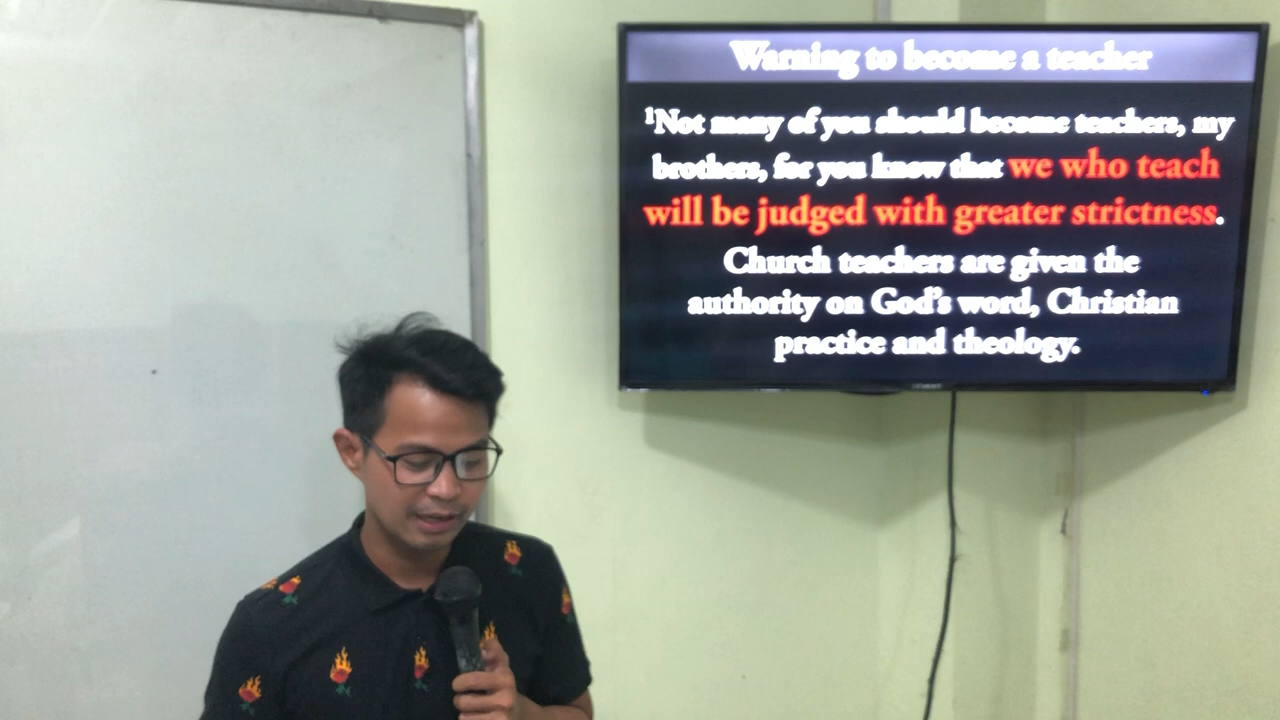 Warning to become a teacher
¹Not many of you should become teachers, my
brothers, for you know that we who teach
will be judged with greater strictness.
Church teachers are given the
authority on God's word, Christian
practice and theology.